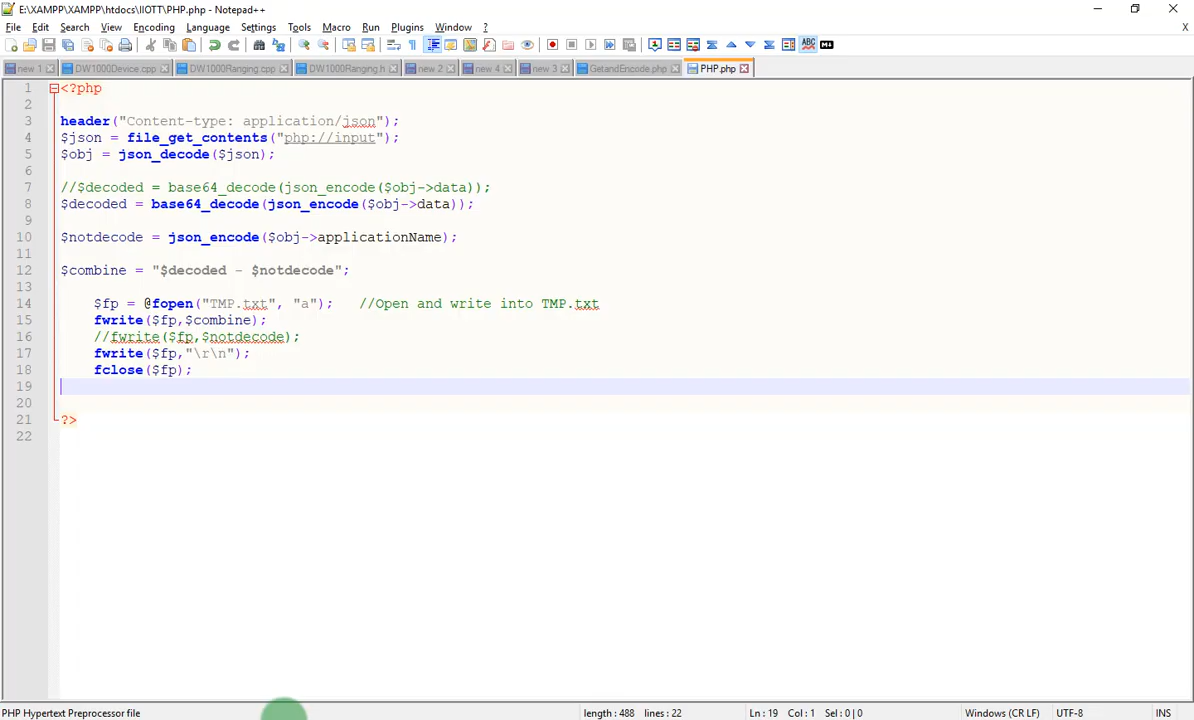 E:\XAMPP\XAMPP\htdocs\IIOTT\PHP.php - Notepad++
File Edit Search View Encoding Language Settings Tools Macro Run Plugins Window ? X
new 1 DW1000Device.cpp DW1000Ranging.cpp DW1000Ranging.h new 2 new 4 new 3 GetandEncode.php PHP.php
1 <?php
2
3 header("Content-type: application/json");
4 $json = file_get_contents("php://input");
5 $obj = json_decode($json);
6
7 //$decoded = base64_decode(json_encode($obj->data));
8 $decoded = base64_decode(json_encode($obj->data));
9
10 $notdecode = json_encode($obj->applicationName);
11
12 $combine = "$decoded - $notdecode";
13
14 $fp = @fopen("TMP.txt", "a"); //Open and write into TMP.txt
15 fwrite($fp,$combine);
16 //fwrite($fp,$notdecode);
17 fwrite($fp,"\r\n");
18 fclose($fp);
19
20
21 ?>
22
PHP Hypertext Preprocessor file length : 488 lines : 22 Ln : 19 Col : 1 Sel : 0 | 0 Windows (CR LF) UTF-8 INS